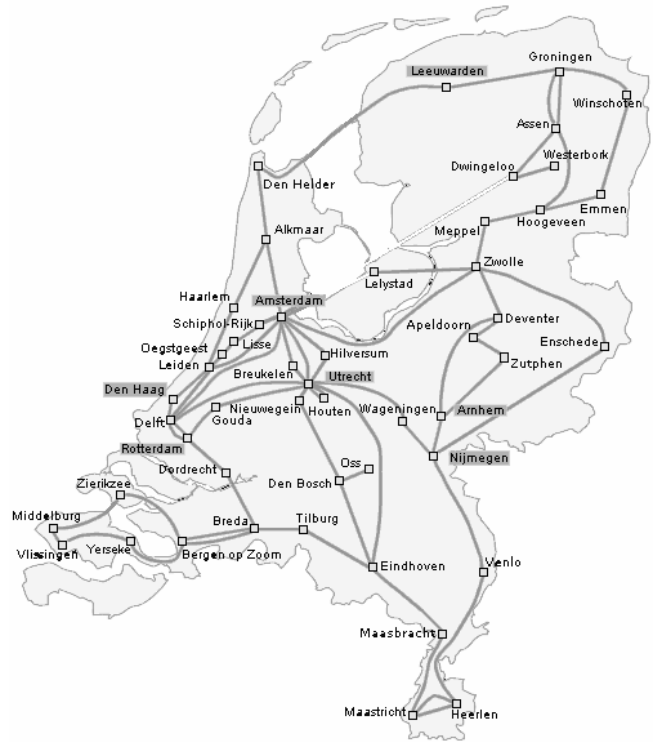 Groningen
Leeuwarden
Winschoten
Assen
Westerbork
Dwingeloo
Den Helder
Emmen
Hoogeveen
Meppel
Alkmaar
Zwolle
Lelystad
Haarlem
Amsterdam
Schiphol-Rijk
Deventer
Apeldoorn
Enschede
Lisse
Oegstgeest
Hilversum
Zutphen
Leiden
Breukelen
Utrecht
Den Haag
Nieuwegein
Houten
Wageningen
Arnhem
Delft
Gouda
Rotterdam
Nijmegen
Oss
Dordrecht
Den Bosch
Zierikzee
Middelburg
Breda
Tilburg
Vlissingen
Yerseke
Bergen op Zoom
Eindhoven
Venlo
Maasbracht
Maastricht
Heerlen